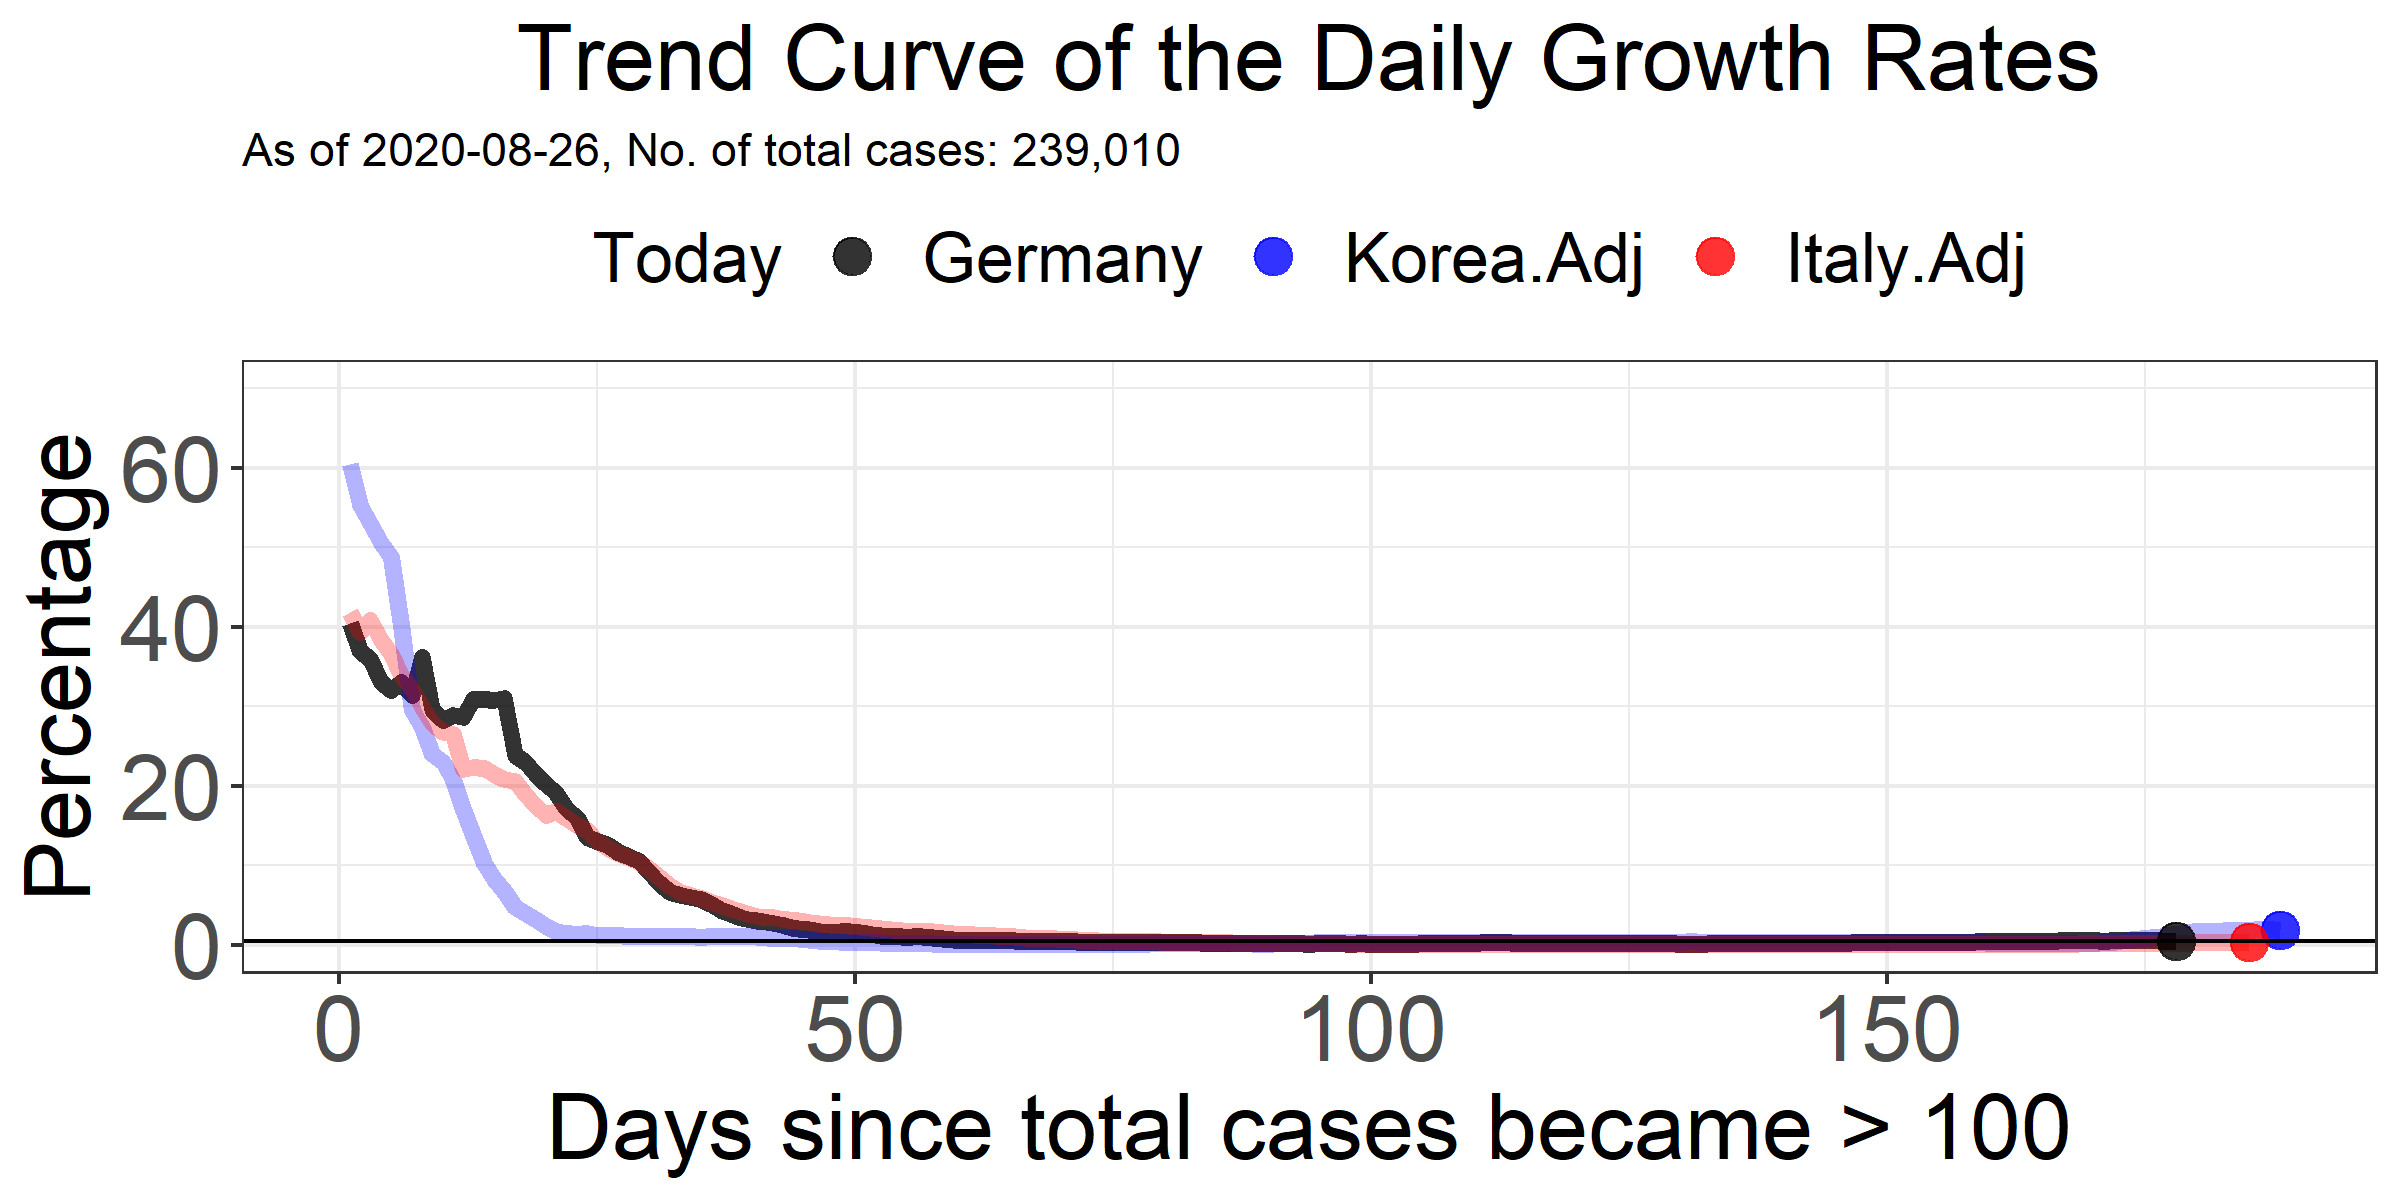 Trend Curve of the Daily Growth Rates
As of 2020-08-26, No. of total cases: 239,010
Today Germany Korea.Adj Italy.Adj
Percentage
60
40
20
0
0 50 100 150
Days since total cases became > 100